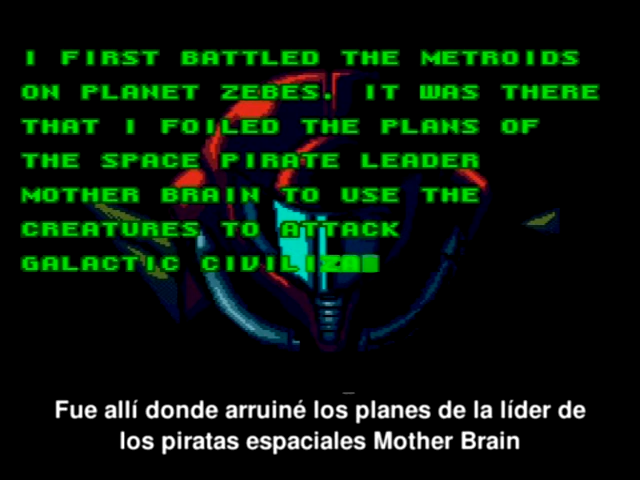 I FIRST BATTLED THE METROIDS
ON PLANET ZEBES. IT WAS THERE
THAT I FOILED THE PLANS OF
THE SPACE PIRATE LEADER
MOTHER BRAIN TO USE THE
CREATURES TO ATTACK
GALACTIC CIVILIZA
Fue allí donde arruiné los planes de la líder de
los piratas espaciales Mother Brain